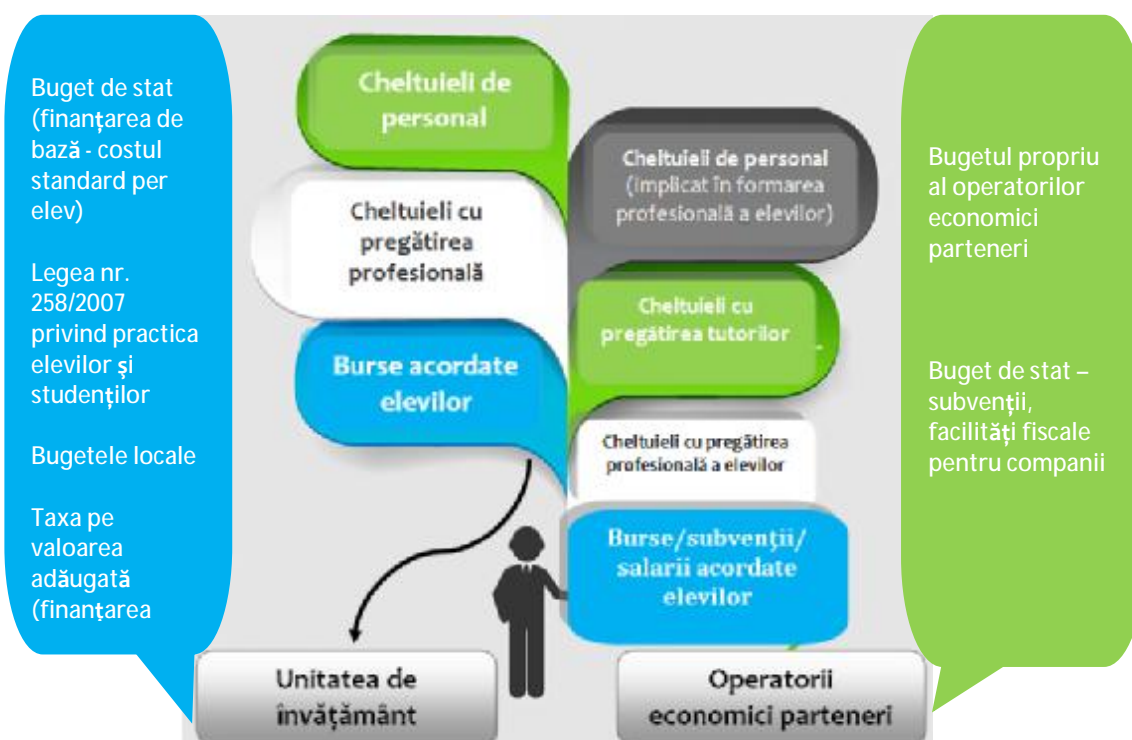 Buget de stat
(finanțarea de
bază - costul
standard per
elev)
Legea nr.
258/2007
privind practica
elevilor și
studenților
Bugetele locale
Taxa pe
valoarea
adăugată
(finanțarea
Cheltuieli de
personal
Cheltuieli cu
pregătirea
profesională
Burse acordate
elevilor
Cheltuieli de personal
(implicat în formarea
profesională a elevilor)
Cheltuieli cu
pregătirea tutorilor
Cheltuieli cu pregătirea
profesională a elevilor
Burse/subvenții/
salarii acordate
elevilor
Unitatea de
învățământ
Operatorii
economici parteneri
Bugetul propriu
al operatorilor
economici
parteneri
Buget de stat –
subvenții,
facilități fiscale
pentru companii